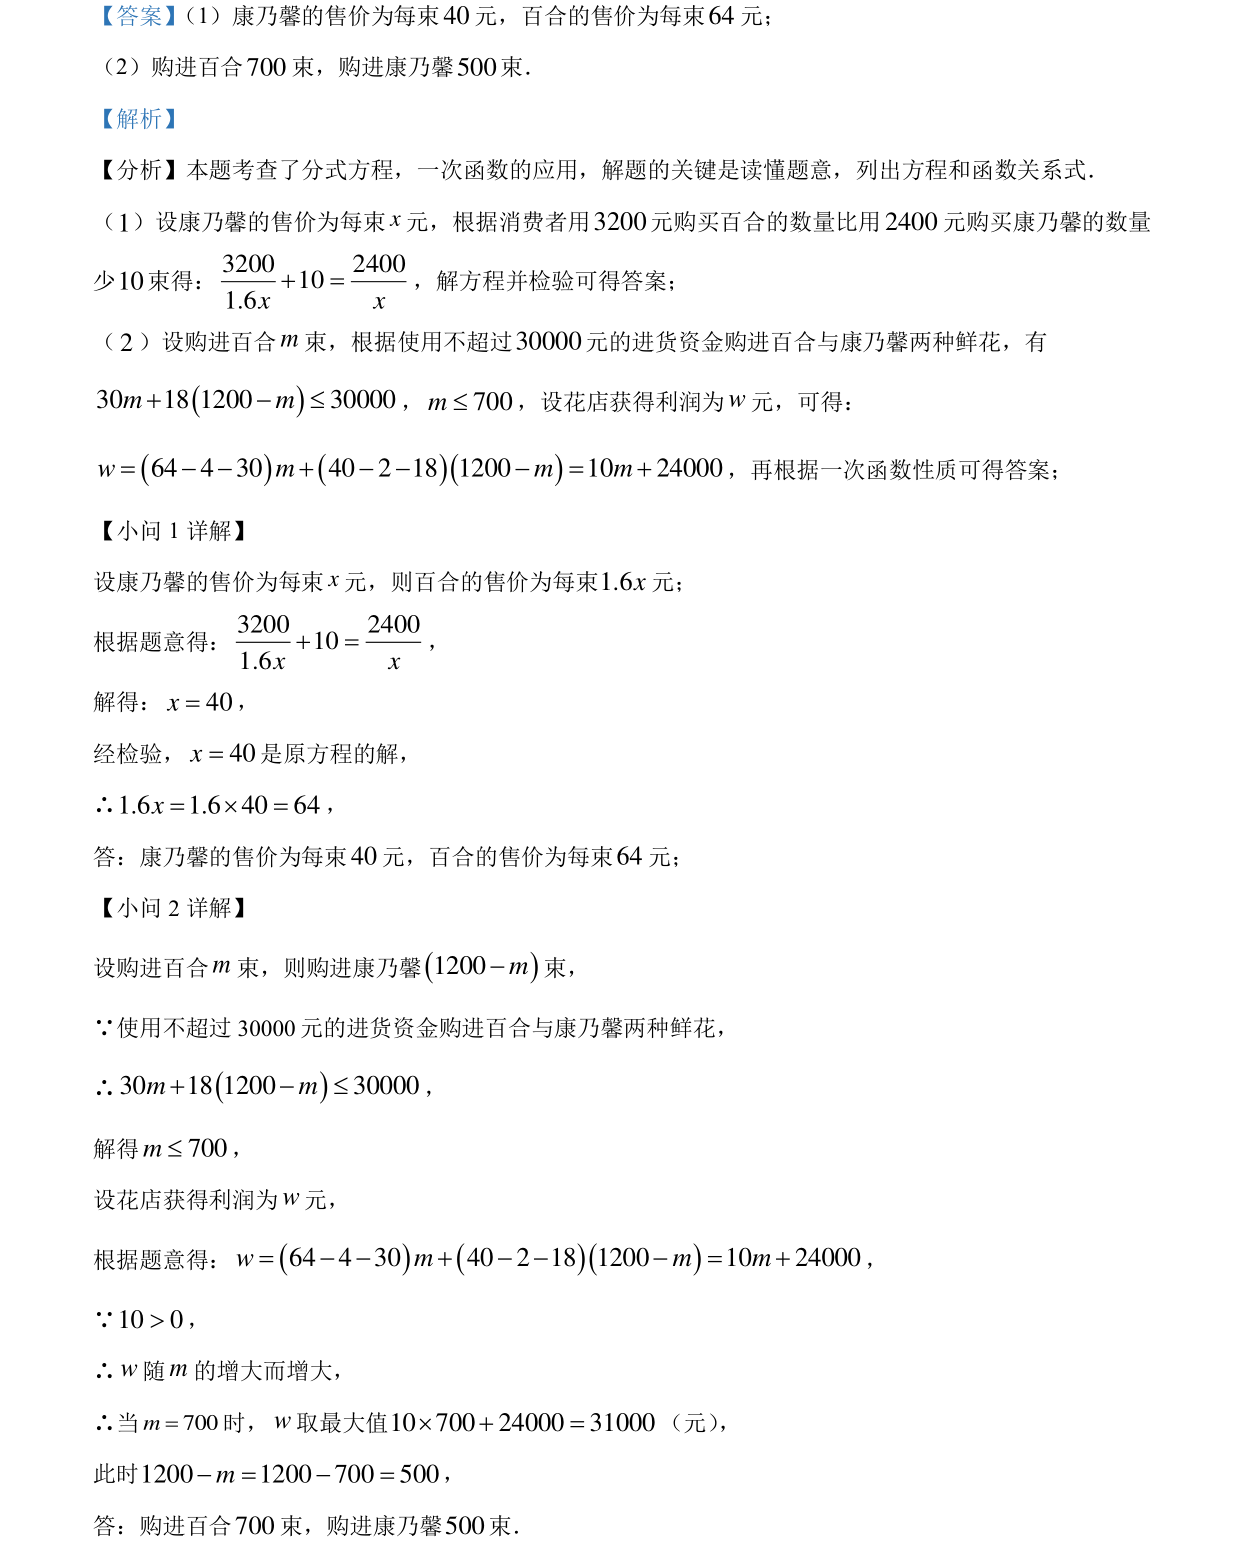 【答案】（1）康乃馨的售价为每束40元，百合的售价为每束64元；
（2）购进百合700束，购进康乃馨500束．
【解析】
【分析】本题考查了分式方程，一次函数的应用，解题的关键是读懂题意，列出方程和函数关系式．
（1）设康乃馨的售价为每束x元，根据消费者用3200元购买百合的数量比用2400元购买康乃馨的数量
少10束得：3200/1.6x+10=2400/x，解方程并检验可得答案；
（2）设购进百合m束，根据使用不超过30000元的进货资金购进百合与康乃馨两种鲜花，有
30m+18(1200−m)≤30000，m≤700，设花店获得利润为w元，可得：
w=(64−4−30)m+(40−2−18)(1200−m)=10m+24000，再根据一次函数性质可得答案；
【小问1详解】
设康乃馨的售价为每束x元，则百合的售价为每束1.6x元；
根据题意得：3200/1.6x+10=2400/x，
解得：x=40，
经检验，x=40是原方程的解，
∴1.6x=1.6×40=64，
答：康乃馨的售价为每束40元，百合的售价为每束64元；
【小问2详解】
设购进百合m束，则购进康乃馨(1200−m)束，
∵使用不超过30000元的进货资金购进百合与康乃馨两种鲜花，
∴30m+18(1200−m)≤30000，
解得m≤700，
设花店获得利润为w元，
根据题意得：w=(64−4−30)m+(40−2−18)(1200−m)=10m+24000，
∵10>0，
∴w随m的增大而增大，
∴当m=700时，w取最大值10×700+24000=31000（元），
此时1200−m=1200−700=500，
答：购进百合700束，购进康乃馨500束．